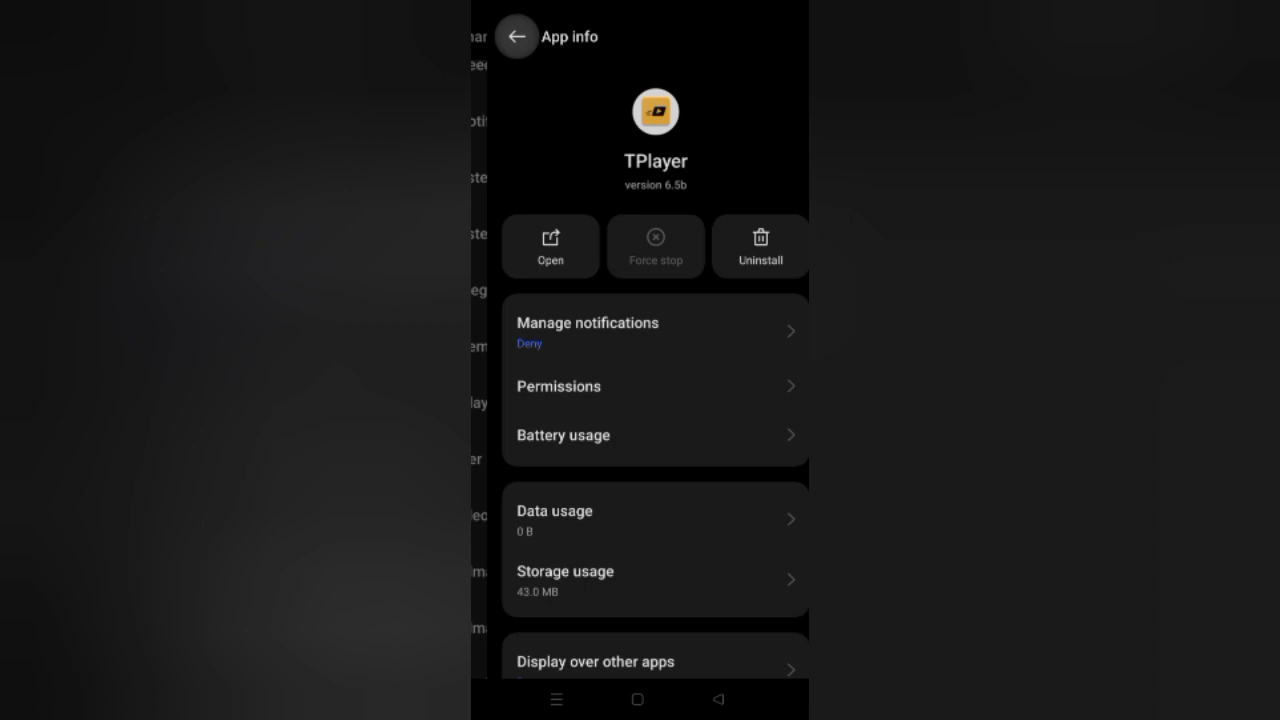 App info
TPlayer
version 6.5b
Open
Force stop
Uninstall
Manage notifications
Deny
Permissions
Battery usage
Data usage
0 B
Storage usage
43.0 MB
Display over other apps